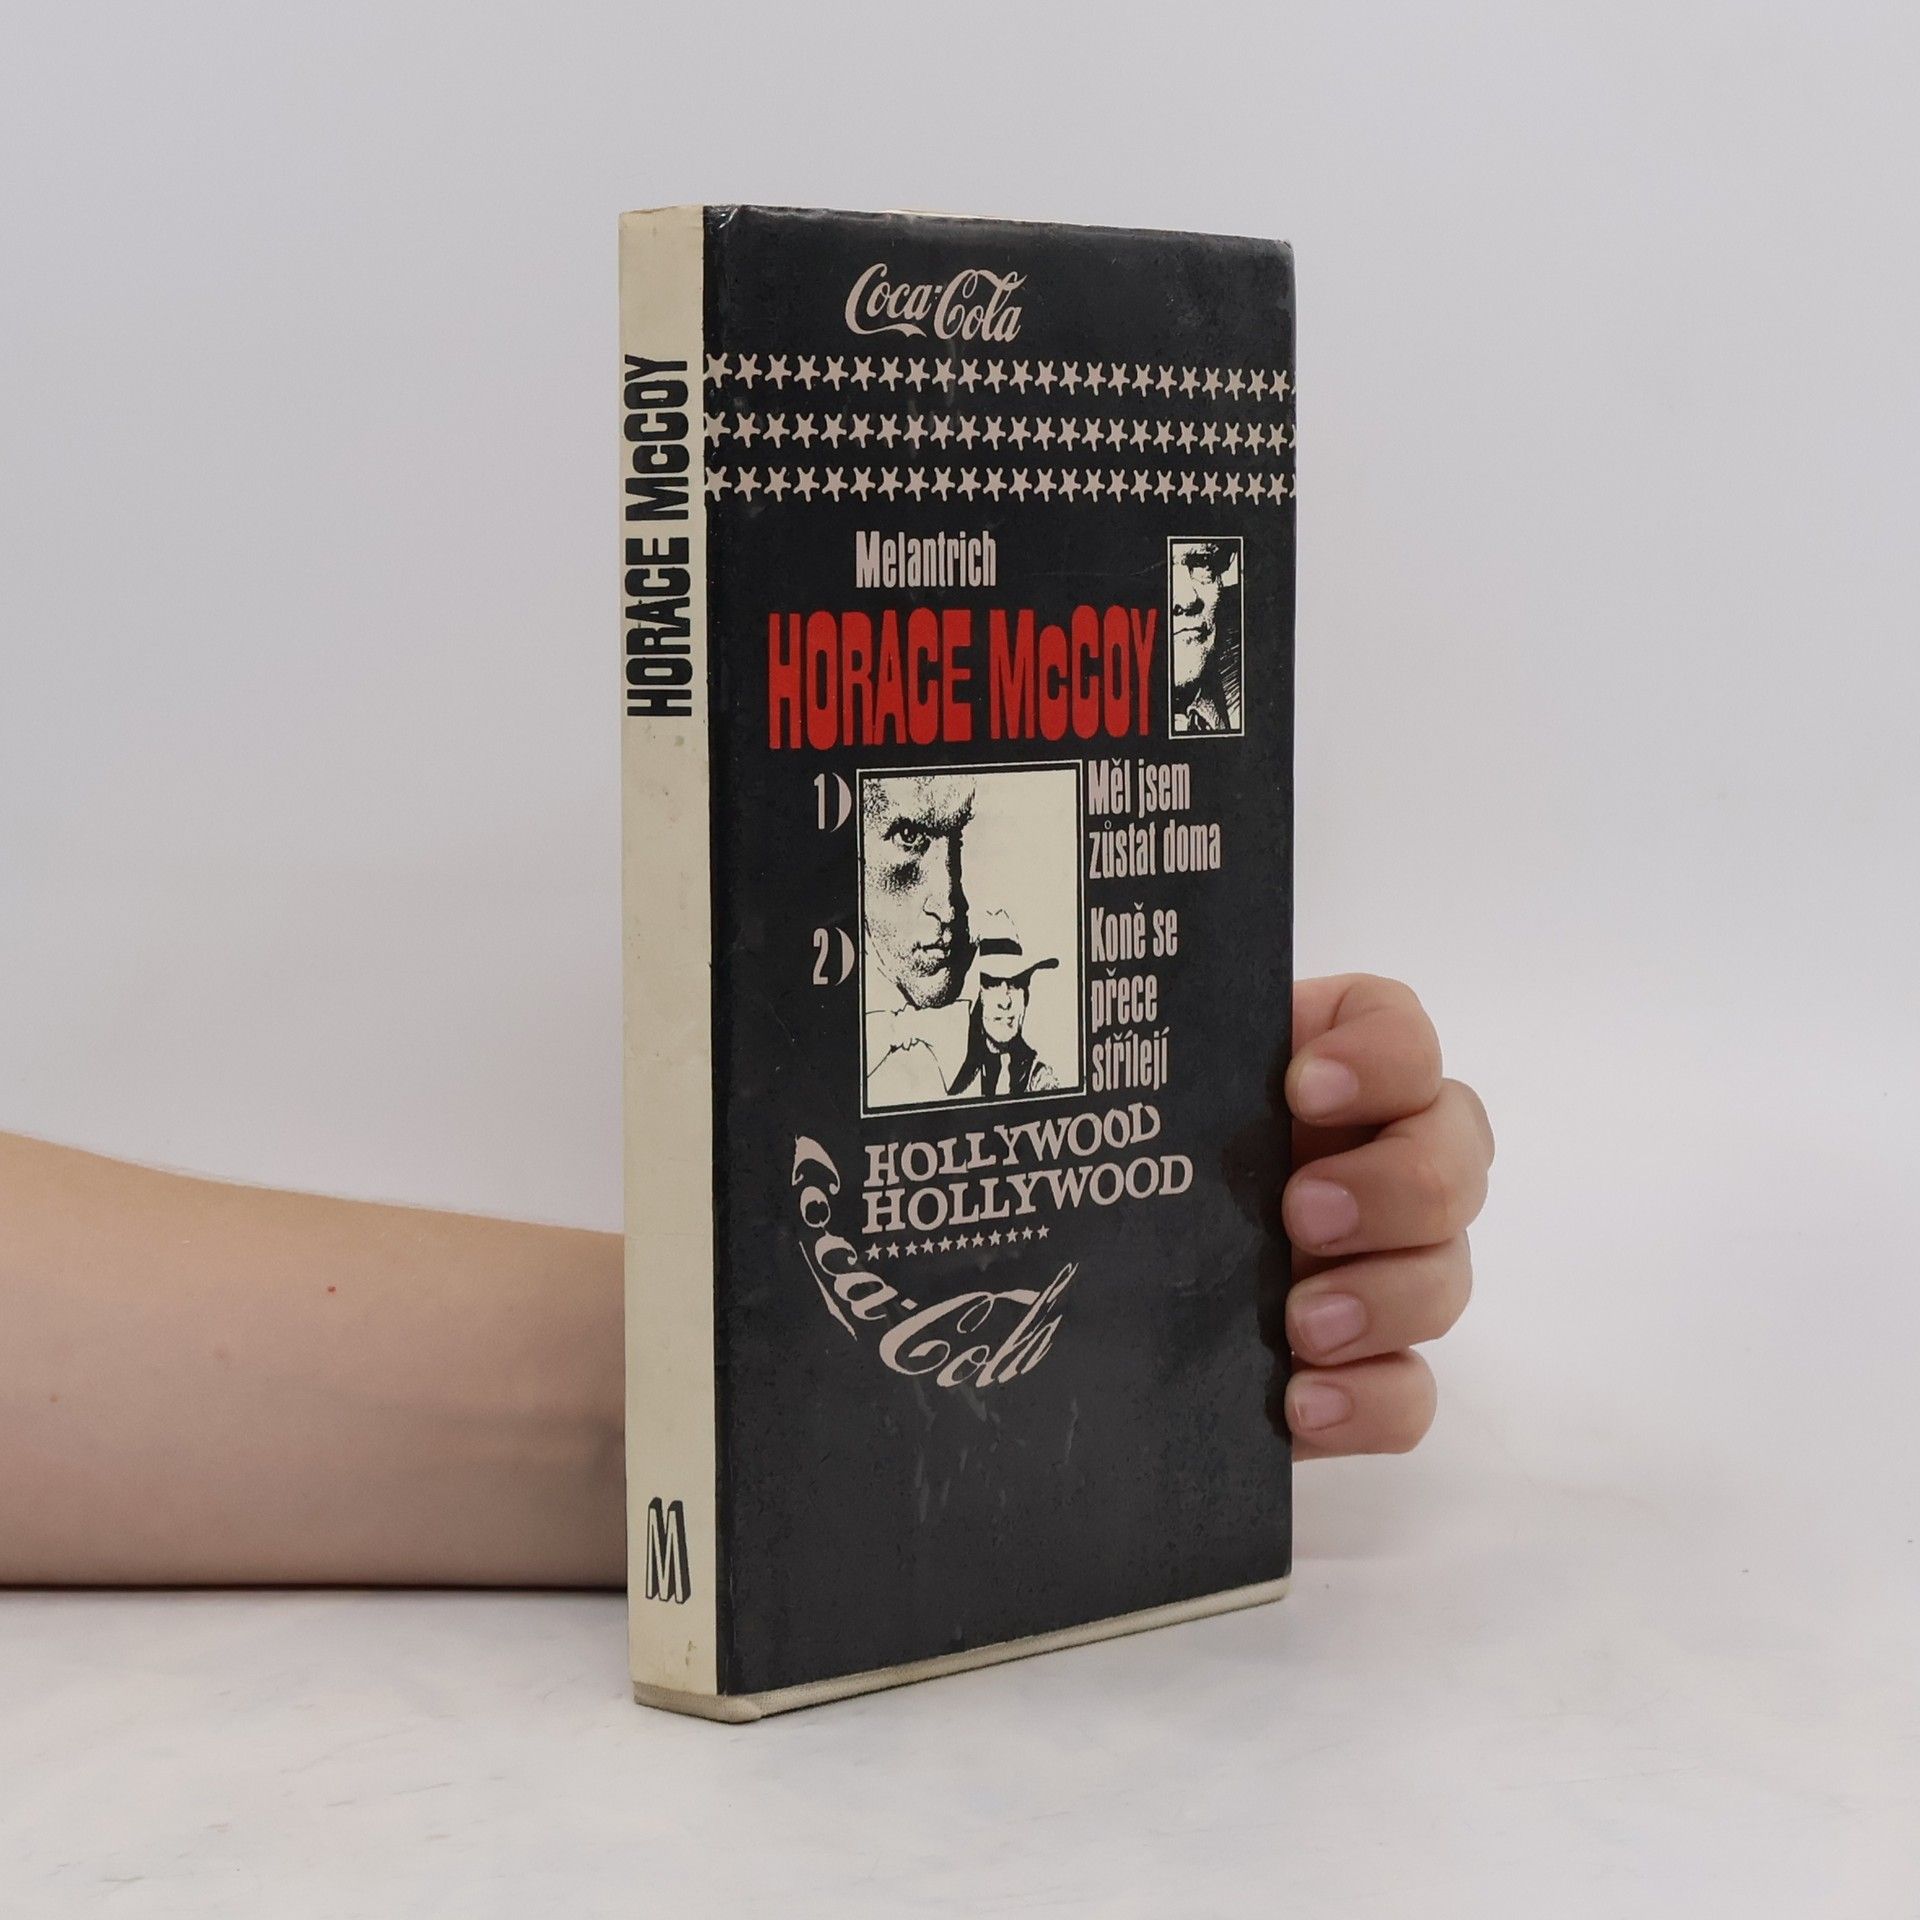 HORACE McCOY
M
Coca-Cola
Melantrich
HORACE McCOY
1)
Měl jsem
zůstat doma
2)
Koně se
přece
střílejí
HOLLYWOOD
HOLLYWOOD
Coca-Cola